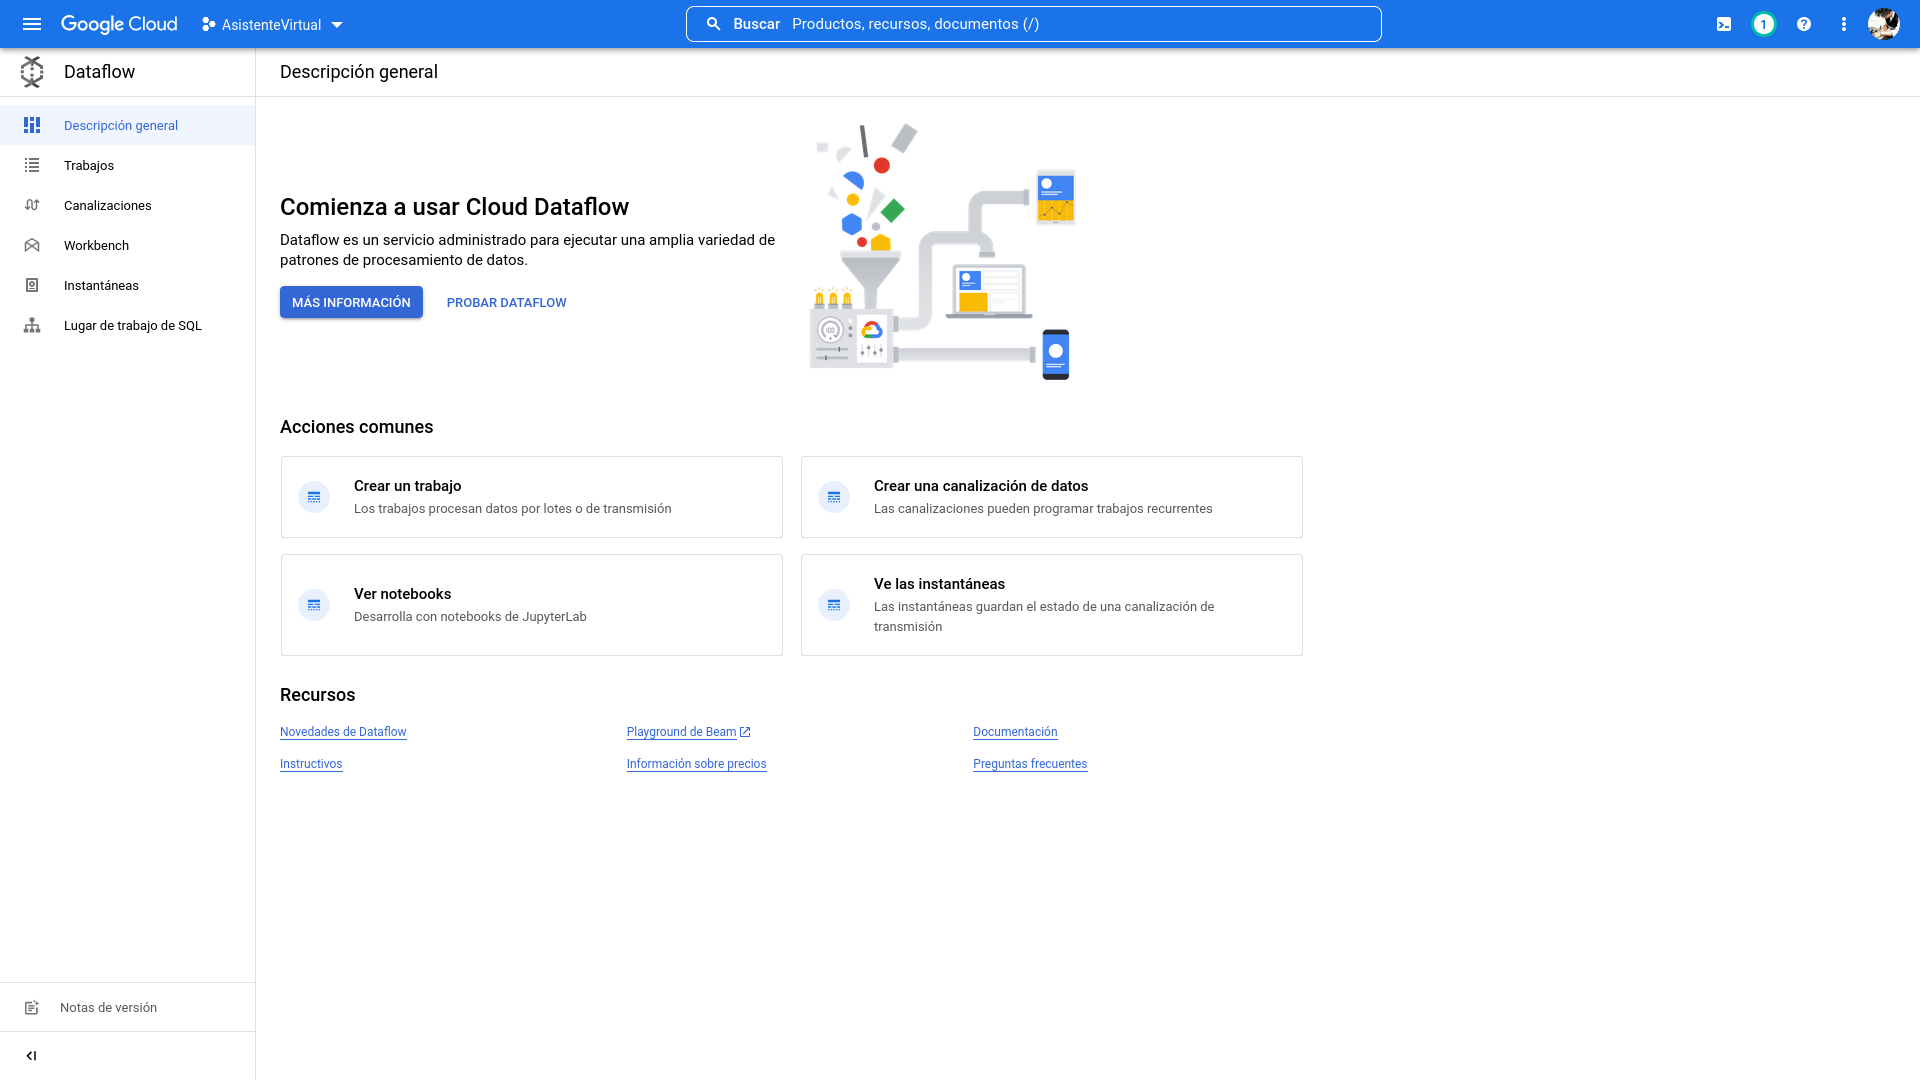 Google Cloud
AsistenteVirtual
Buscar Productos, recursos, documentos (/)
1
Dataflow
Descripción general
Descripción general
Trabajos
Canalizaciones
Workbench
Instantáneas
Lugar de trabajo de SQL
Notas de versión
Comienza a usar Cloud Dataflow
Dataflow es un servicio administrado para ejecutar una amplia variedad de
patrones de procesamiento de datos.
MÁS INFORMACIÓN
PROBAR DATAFLOW
100
Acciones comunes
Crear un trabajo
Los trabajos procesan datos por lotes o de transmisión
Crear una canalización de datos
Las canalizaciones pueden programar trabajos recurrentes
Ver notebooks
Desarrolla con notebooks de JupyterLab
Ve las instantáneas
Las instantáneas guardan el estado de una canalización de
transmisión
Recursos
Novedades de Dataflow
Playground de Beam
Documentación
Instructivos
Información sobre precios
Preguntas frecuentes